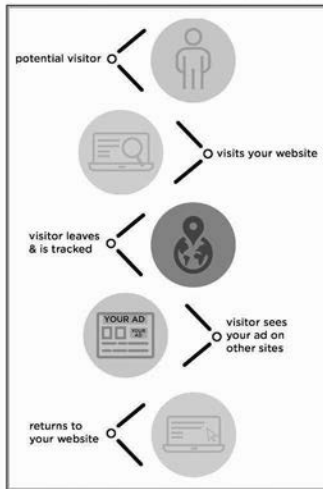 potential visitor
visits your website
visitor leaves
& is tracked
YOUR AD
YOUR
AD
visitor sees
your ad on
other sites
returns to
your website